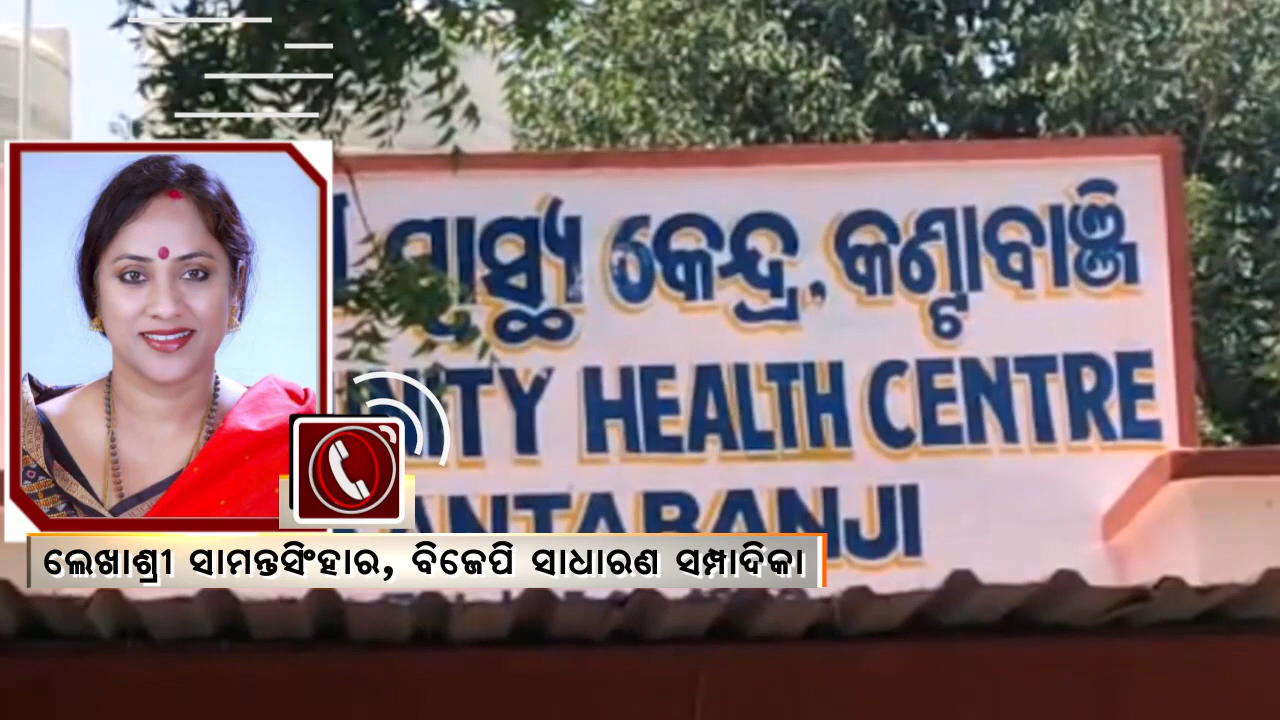 ସ୍ୱାସ୍ଥ୍ୟ କେନ୍ଦ୍ର, କଣ୍ଟାବାଞ୍ଜି
NITY HEALTH CENTRE
ANTABANJI
ଲେଖାଶ୍ରୀ ସାମନ୍ତସିଂହାର, ବିଜେପି ସାଧାରଣ ସମ୍ପାଦିକା